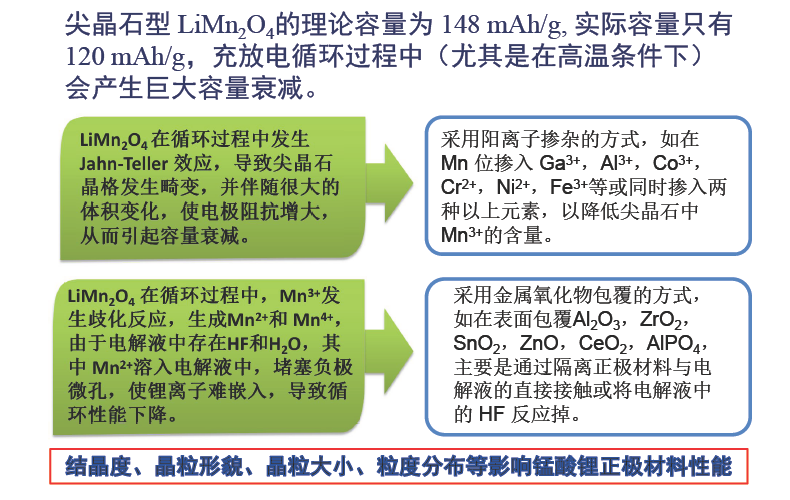 尖晶石型 LiMn₂O₄的理论容量为 148 mAh/g, 实际容量只有
120 mAh/g，充放电循环过程中（尤其是在高温条件下）
会产生巨大容量衰减。
LiMn₂O₄ 在循环过程中发生
Jahn-Teller 效应，导致尖晶石
晶格发生畸变，并伴随很大的
体积变化，使电极阻抗增大，
从而引起容量衰减。
采用阳离子掺杂的方式，如在
Mn 位掺入 Ga³⁺，Al³⁺，Co³⁺，
Cr²⁺，Ni²⁺，Fe³⁺等或同时掺入两
种以上元素，以降低尖晶石中
Mn³⁺的含量。
LiMn₂O₄ 在循环过程中，Mn³⁺发
生歧化反应，生成Mn²⁺和 Mn⁴⁺，
由于电解液中存在HF和H₂O，其
中 Mn²⁺溶入电解液中，堵塞负极
微孔，使锂离子难嵌入，导致循
环性能下降。
采用金属氧化物包覆的方式，
如在表面包覆Al₂O₃，ZrO₂，
SnO₂，ZnO，CeO₂，AlPO₄，
主要是通过隔离正极材料与电
解液的直接接触或将电解液中
的 HF 反应掉。
结晶度、晶粒形貌、晶粒大小、粒度分布等影响锰酸锂正极材料性能